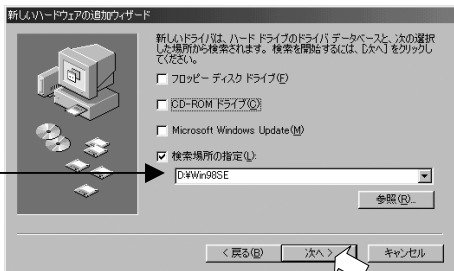 新しいハードウェアの追加ウィザード
新しいドライバは、ハード ドライブのドライバ データベースと、次の選択
した場所から検索されます。検索を開始するには、[次へ] をクリックし
てください。
フロッピー ディスク ドライブ(F)
CD-ROM ドライブ(C)
Microsoft Windows Update(M)
検索場所の指定(L):
D:¥Win98SE
参照(R)...
< 戻る(B)
次へ >
キャンセル